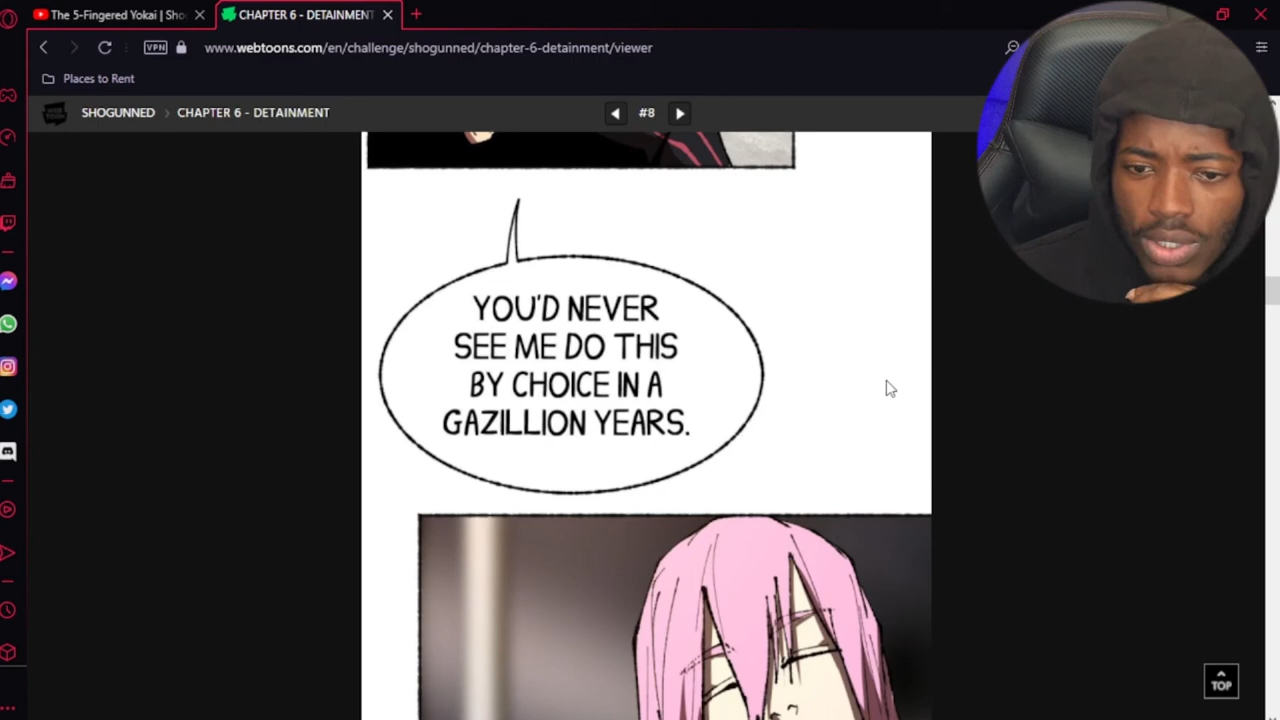 The 5-Fingered Yokai | Sho
CHAPTER 6 - DETAINMENT
VPN
www.webtoons.com/en/challenge/shogunned/chapter-6-detainment/viewer
Places to Rent
SHOGUNNED
CHAPTER 6 - DETAINMENT
#8
YOU'D NEVER
SEE ME DO THIS
BY CHOICE IN A
GAZILLION YEARS.
TOP